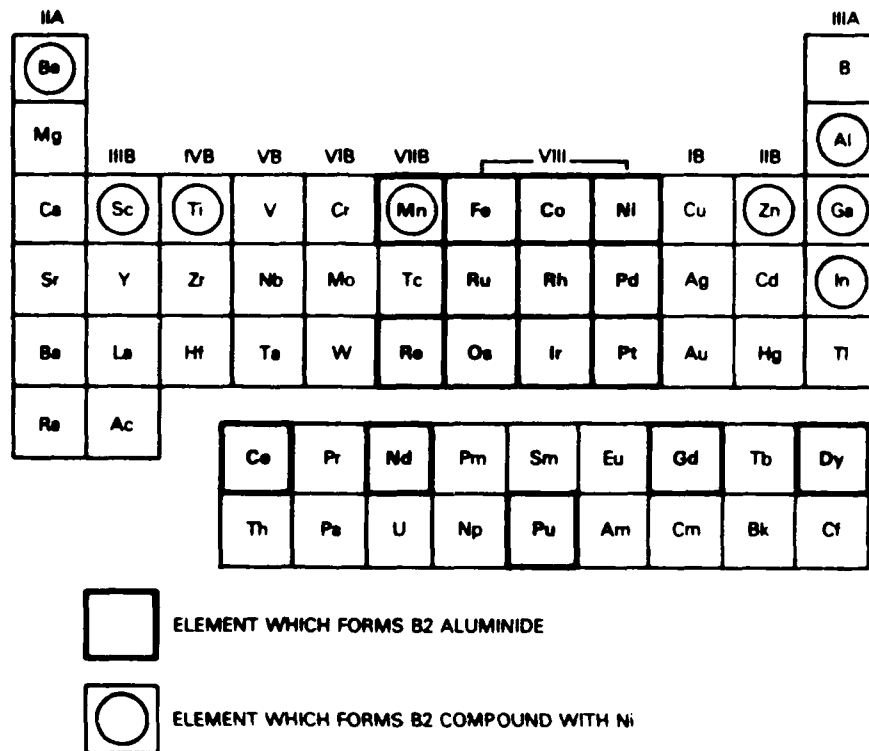 IIA IIIA
Be B
Mg IIIB IVB VB VIB VIIB VIII IB IIB Al
Ca Sc Ti V Cr Mn Fe Co Ni Cu Zn Ga
Sr Y Zr Nb Mo Tc Ru Rh Pd Ag Cd In
Ba La Hf Ta W Re Os Ir Pt Au Hg Tl
Ra Ac
Ce Pr Nd Pm Sm Eu Gd Tb Dy
Th Pa U Np Pu Am Cm Bk Cf
ELEMENT WHICH FORMS B2 ALUMINIDE
ELEMENT WHICH FORMS B2 COMPOUND WITH Ni